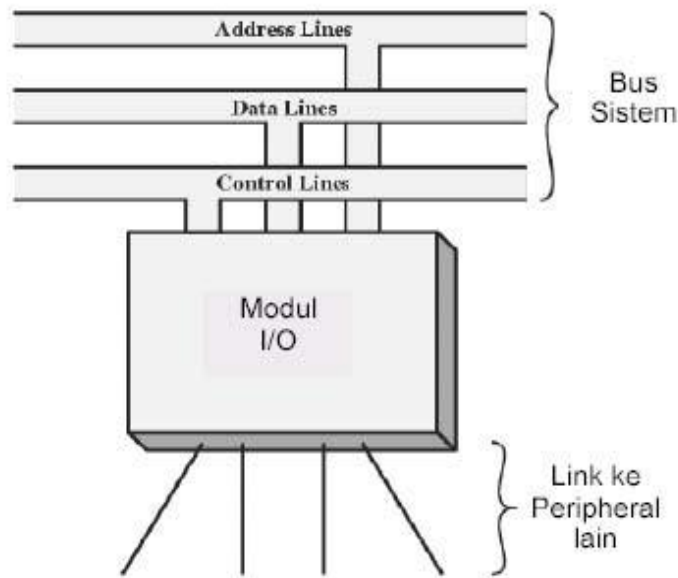 Address Lines
Bus
Sistem
Data Lines
Control Lines
Modul
I/O
Link ke
Peripheral
lain